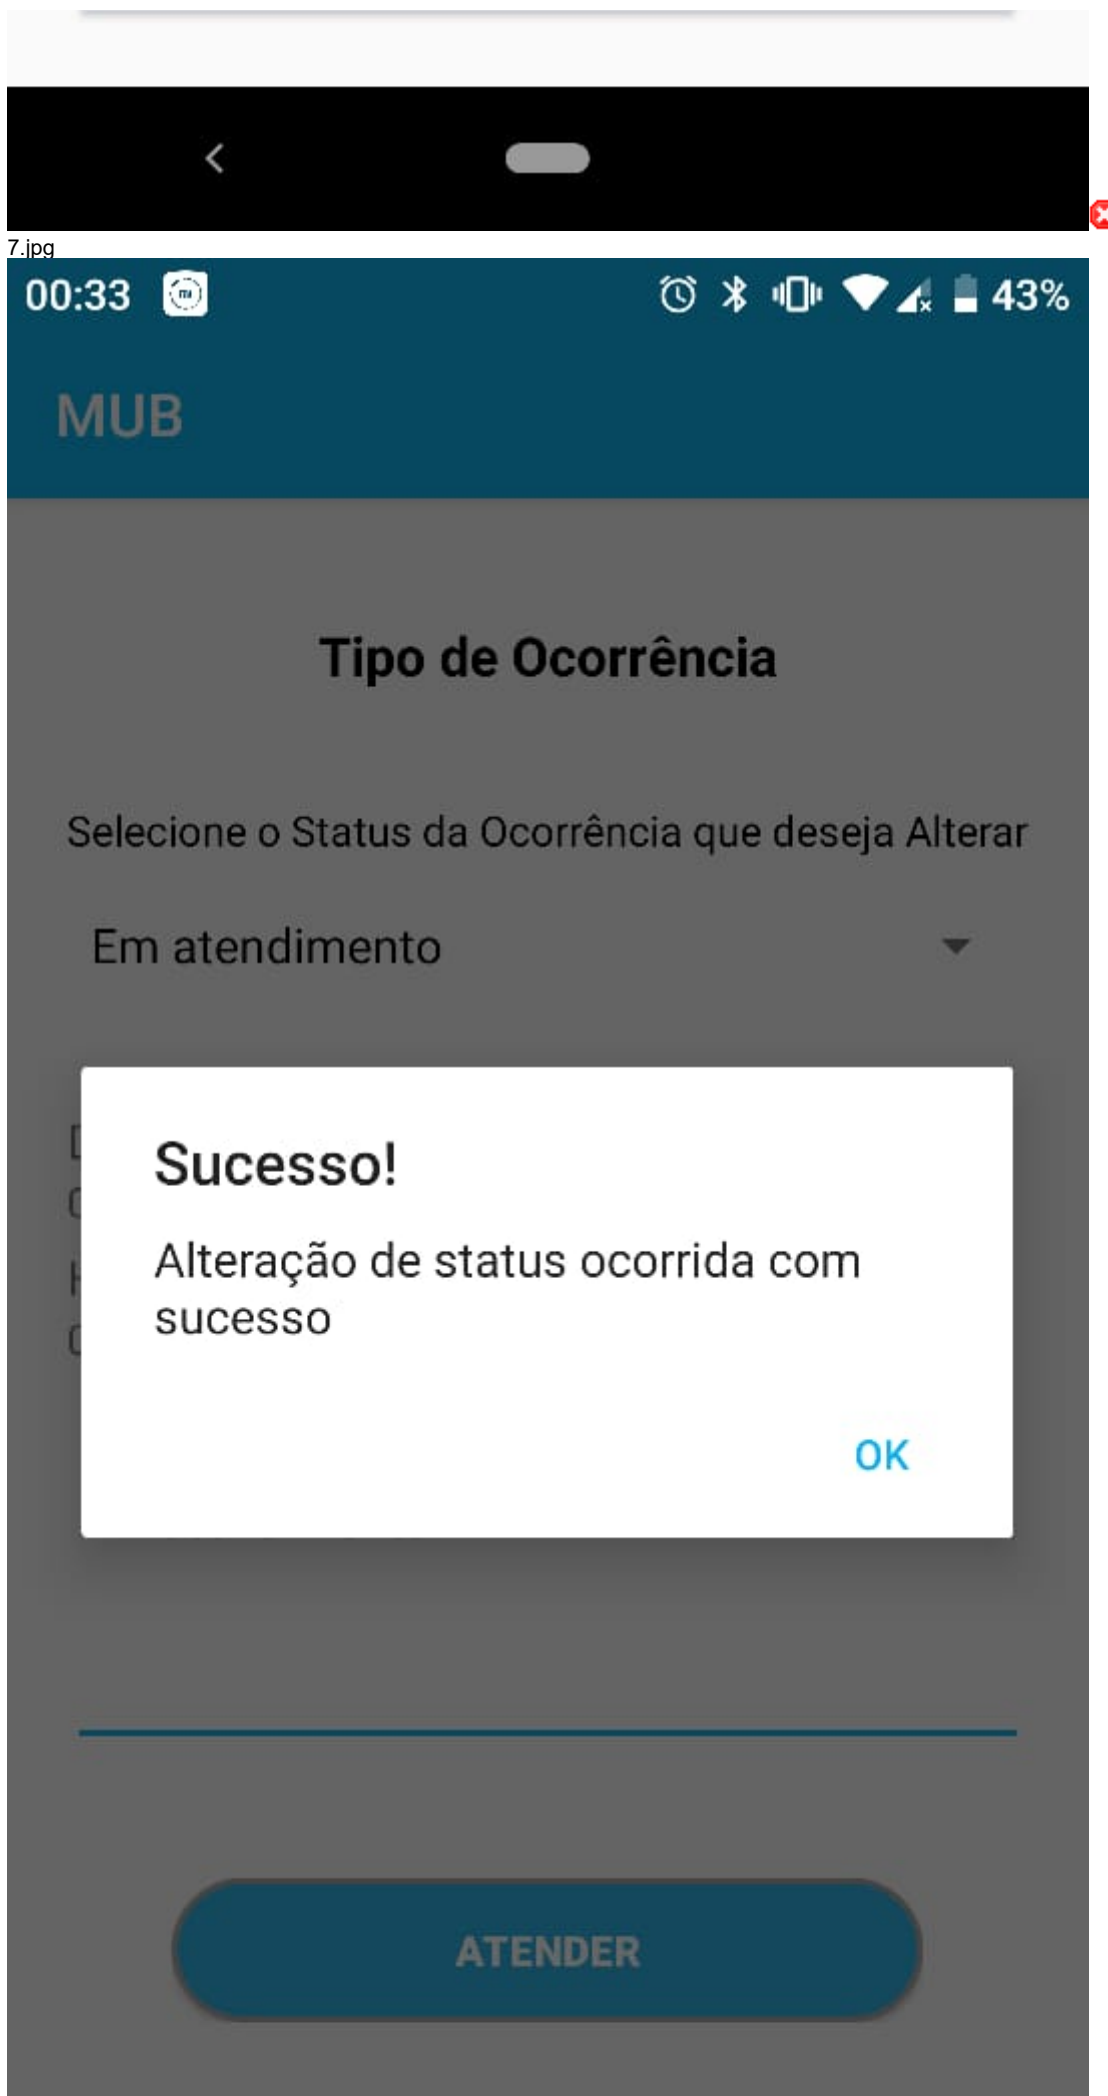 7.jpg
00:33 43%
MUB
Tipo de Ocorrência
Selecione o Status da Ocorrência que deseja Alterar
Em atendimento
Sucesso!
Alteração de status ocorrida com
sucesso
OK
ATENDER